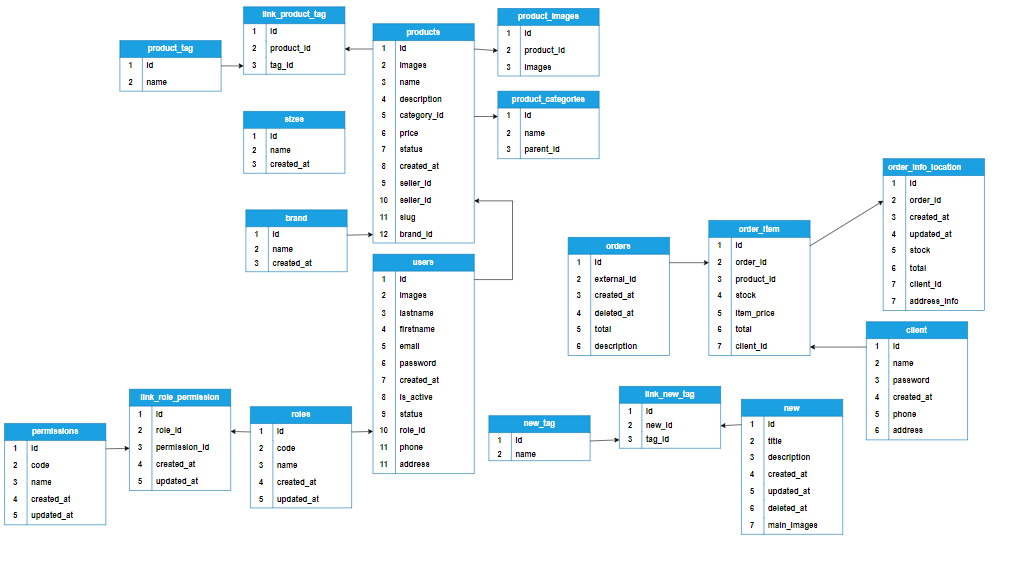 link_product_tag
1 id
2 product_id
3 tag_id
product_images
1 id
2 product_id
3 images
products
1 id
2 images
3 name
4 description
5 category_id
6 price
7 status
8 created_at
9 seller_id
10 seller_id
11 slug
12 brand_id
product_tag
1 id
2 name
product_categories
1 id
2 name
3 parent_id
sizes
1 id
2 name
3 created_at
order_info_location
1 id
2 order_id
3 created_at
4 updated_at
5 stock
6 total
7 client_id
7 address_info
brand
1 id
2 name
3 created_at
order_item
1 id
2 order_id
3 product_id
4 stock
5 item_price
6 total
7 client_id
orders
1 id
2 external_id
3 created_at
4 deleted_at
5 total
6 description
users
1 id
2 images
3 lastname
4 firstname
5 email
6 password
7 created_at
8 is_active
9 status
10 role_id
11 phone
11 address
client
1 id
2 name
3 password
4 created_at
5 phone
6 address
link_role_permission
1 id
2 role_id
3 permission_id
4 created_at
5 updated_at
link_new_tag
1 id
2 new_id
3 tag_id
new
1 id
2 title
3 description
4 created_at
5 updated_at
6 deleted_at
7 main_images
roles
1 id
2 code
3 name
4 created_at
5 updated_at
new_tag
1 id
2 name
permissions
1 id
2 code
3 name
4 created_at
5 updated_at